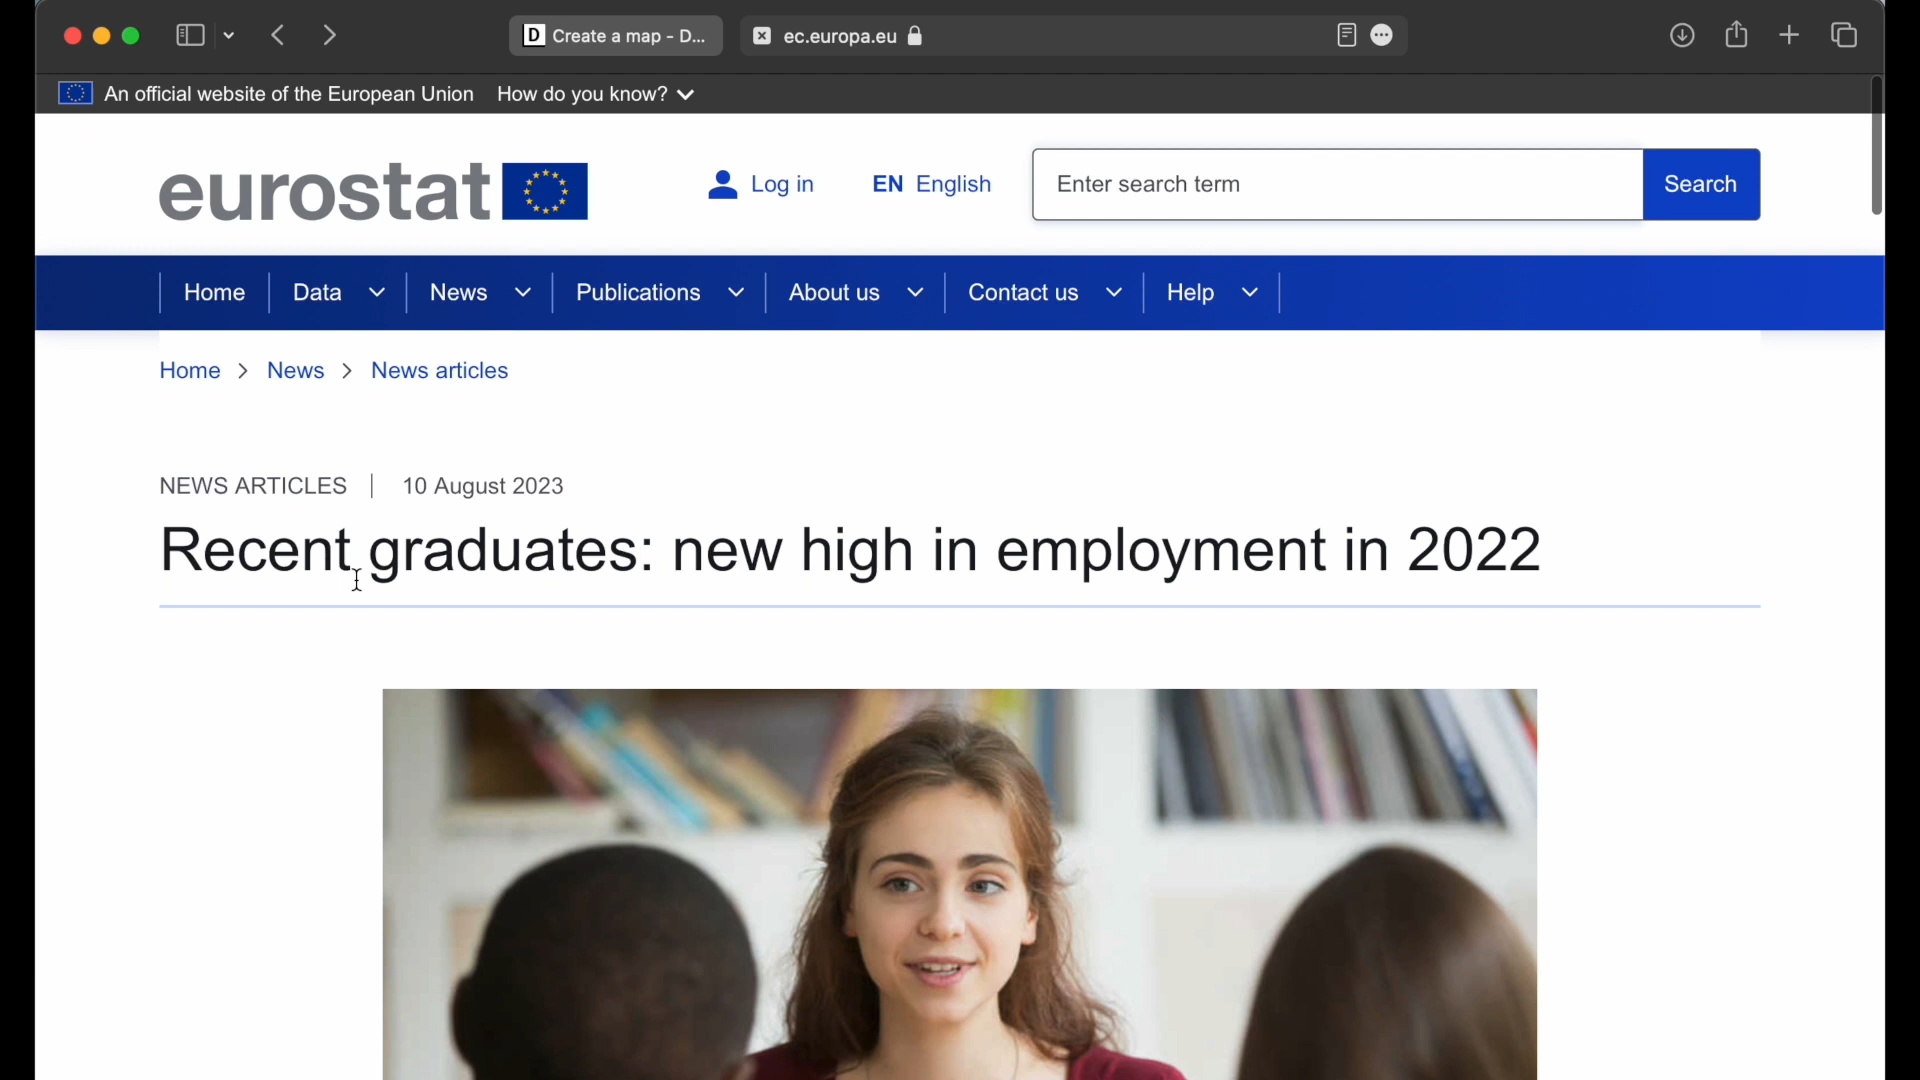 D Create a map - D...
ec.europa.eu
An official website of the European Union How do you know?
eurostat
Log in
EN English
Enter search term
Search
Home
Data
News
Publications
About us
Contact us
Help
Home > News > News articles
NEWS ARTICLES | 10 August 2023
Recent graduates: new high in employment in 2022